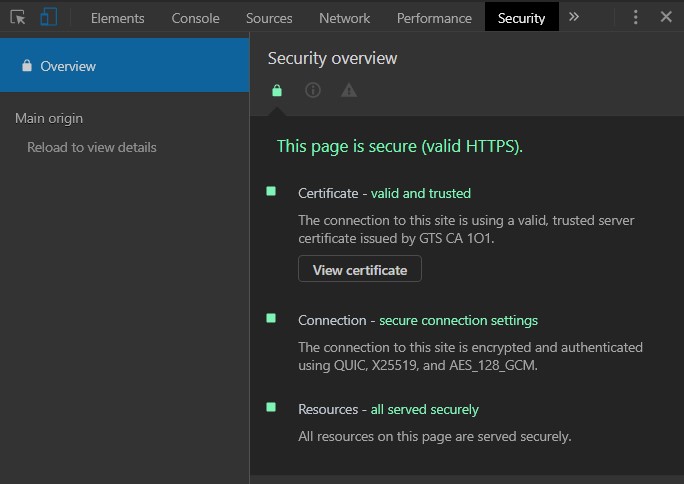 Elements Console Sources Network Performance Security »
Overview
Main origin
Reload to view details
Security overview
This page is secure (valid HTTPS).
Certificate - valid and trusted
The connection to this site is using a valid, trusted server
certificate issued by GTS CA 1O1.
View certificate
Connection - secure connection settings
The connection to this site is encrypted and authenticated
using QUIC, X25519, and AES_128_GCM.
Resources - all served securely
All resources on this page are served securely.